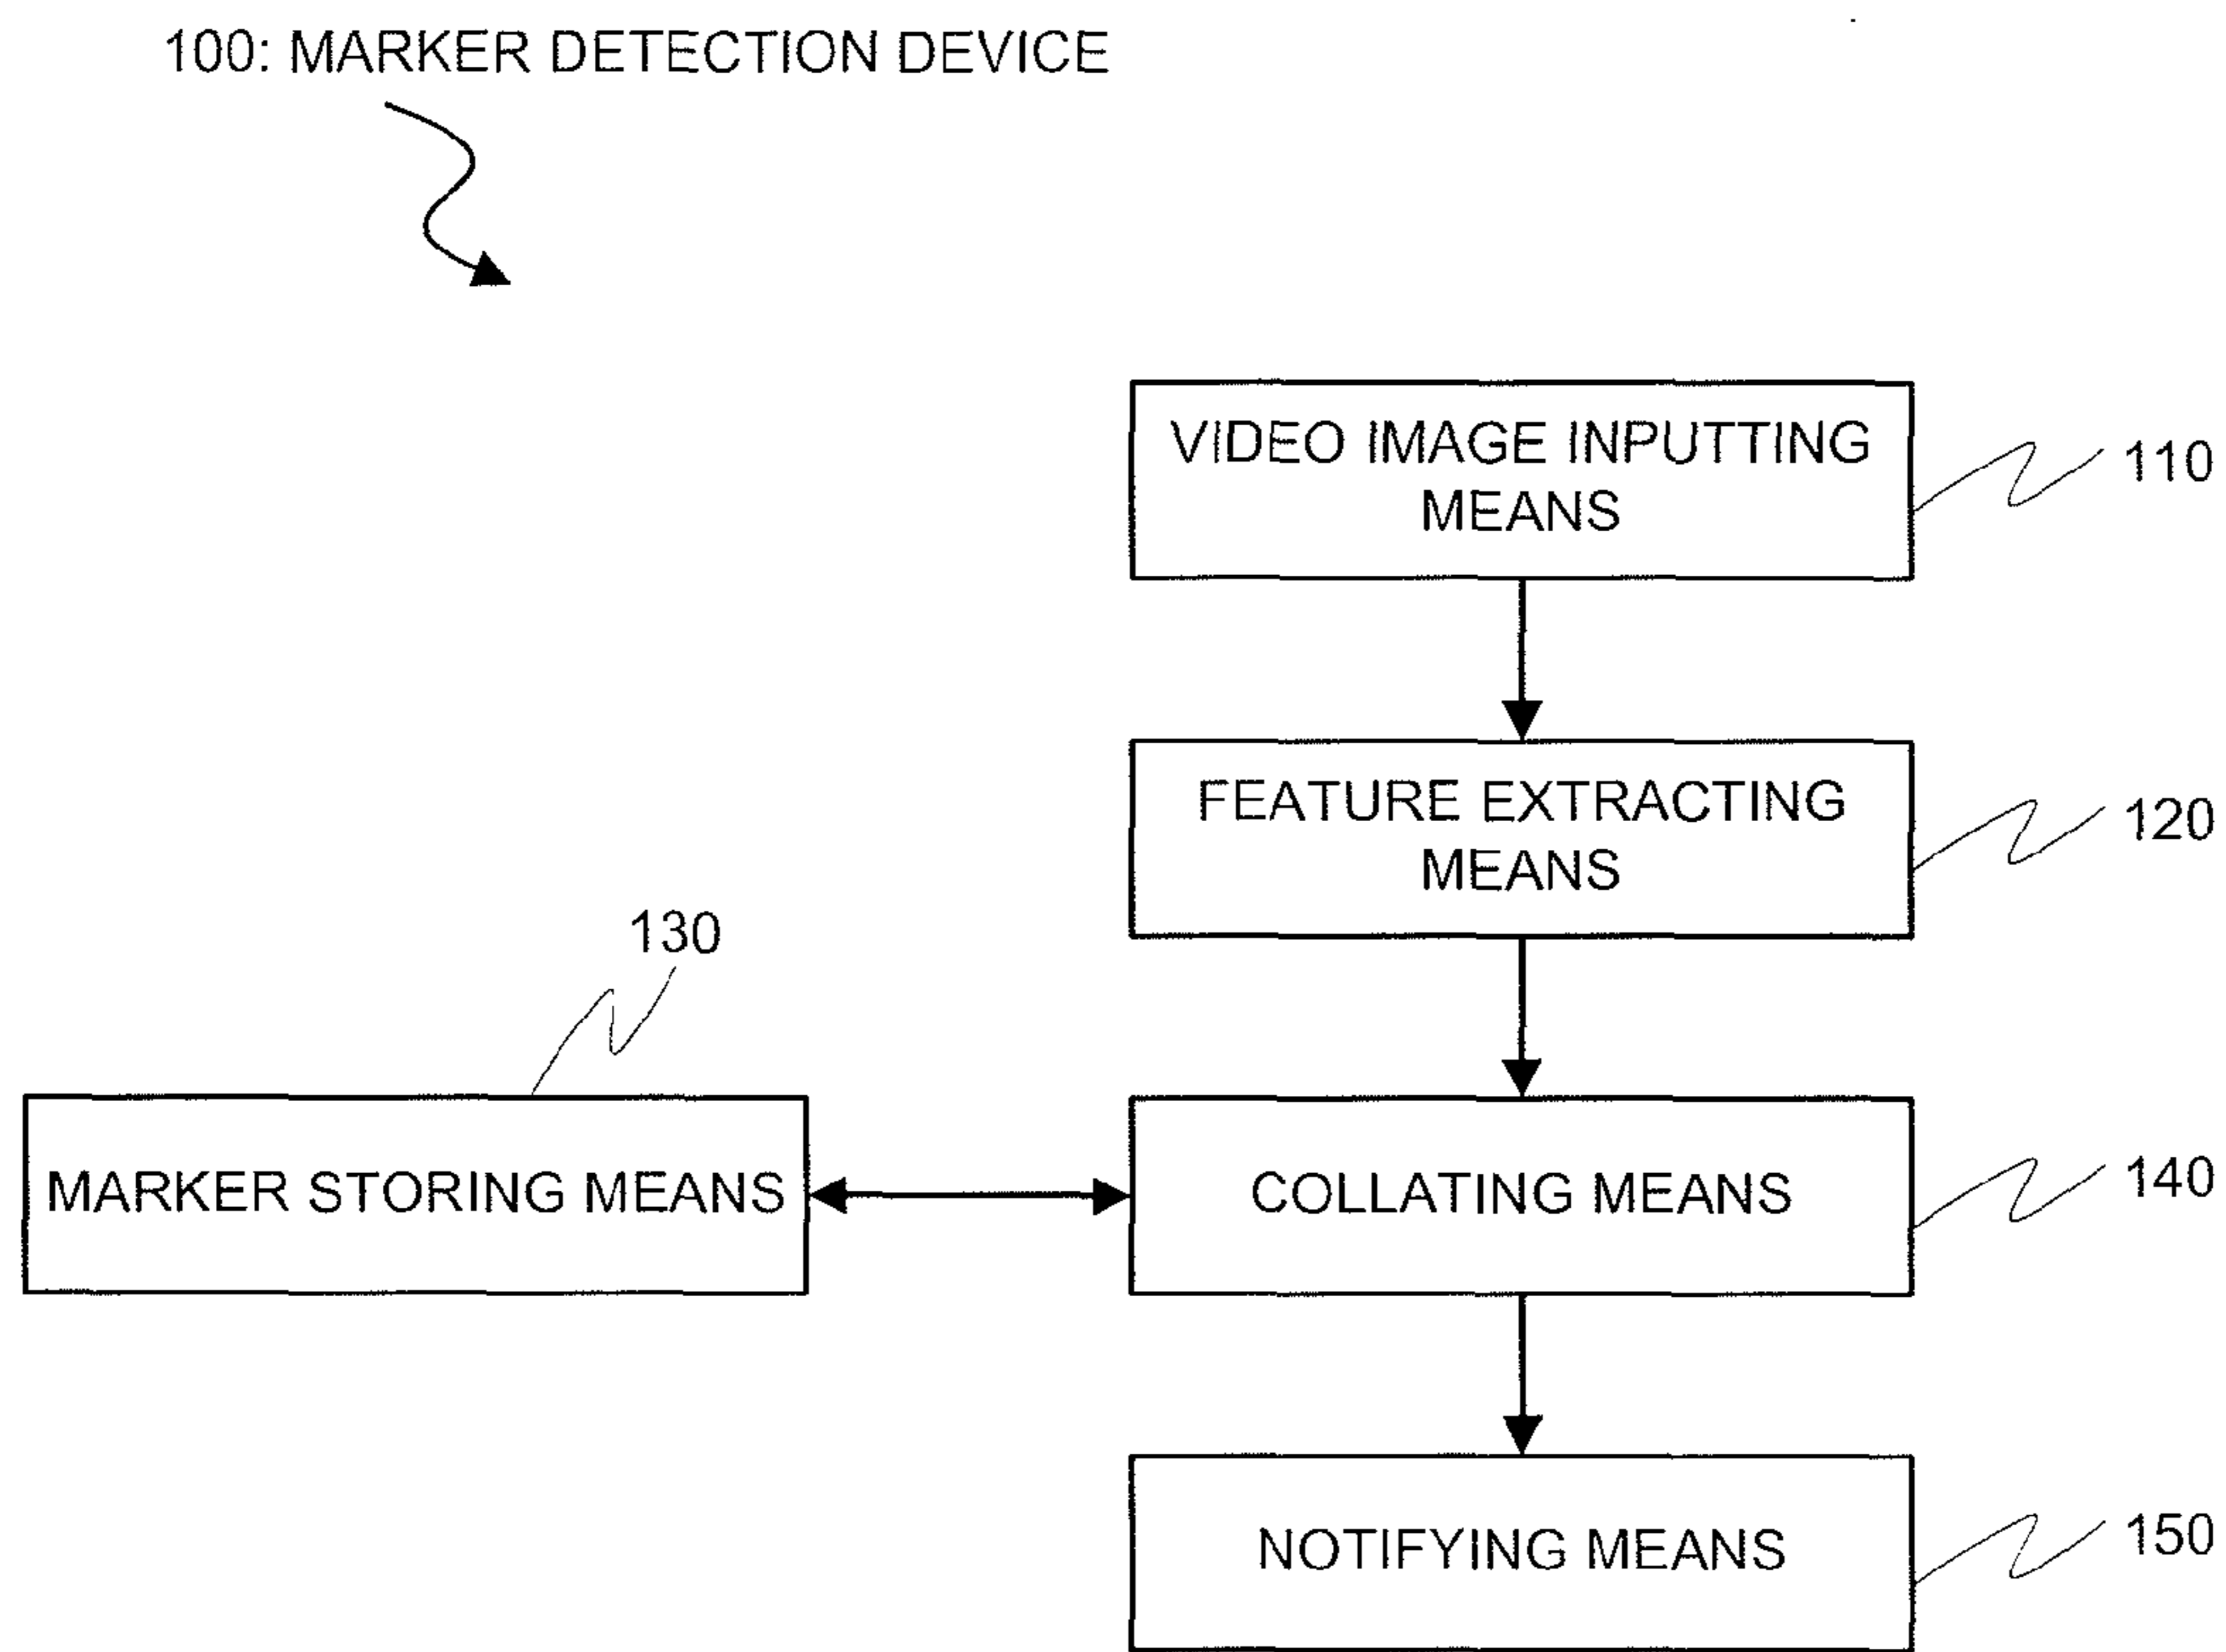 100: MARKER DETECTION DEVICE
VIDEO IMAGE INPUTTING
MEANS
110
FEATURE EXTRACTING
MEANS
120
130
MARKER STORING MEANS
COLLATING MEANS
140
NOTIFYING MEANS
150